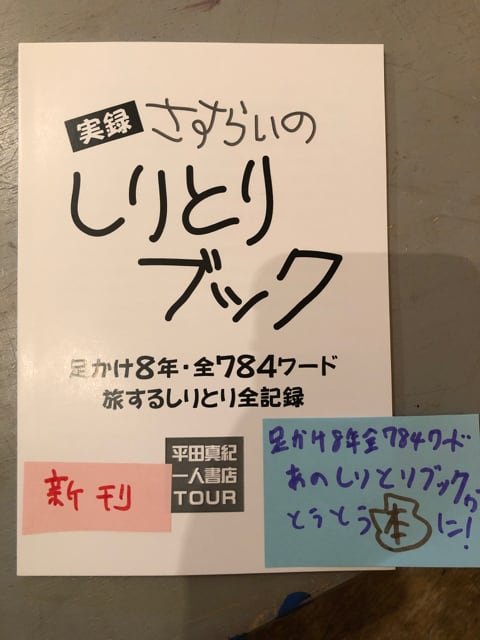 実録 さすらいの
しりとり
ブック
足かけ8年・全784ワード
旅するしりとり全記録
平田真紀
一人書店
TOUR
新刊
足かけ8年全784ワード
あのしりとりブックが
とうとう本に!